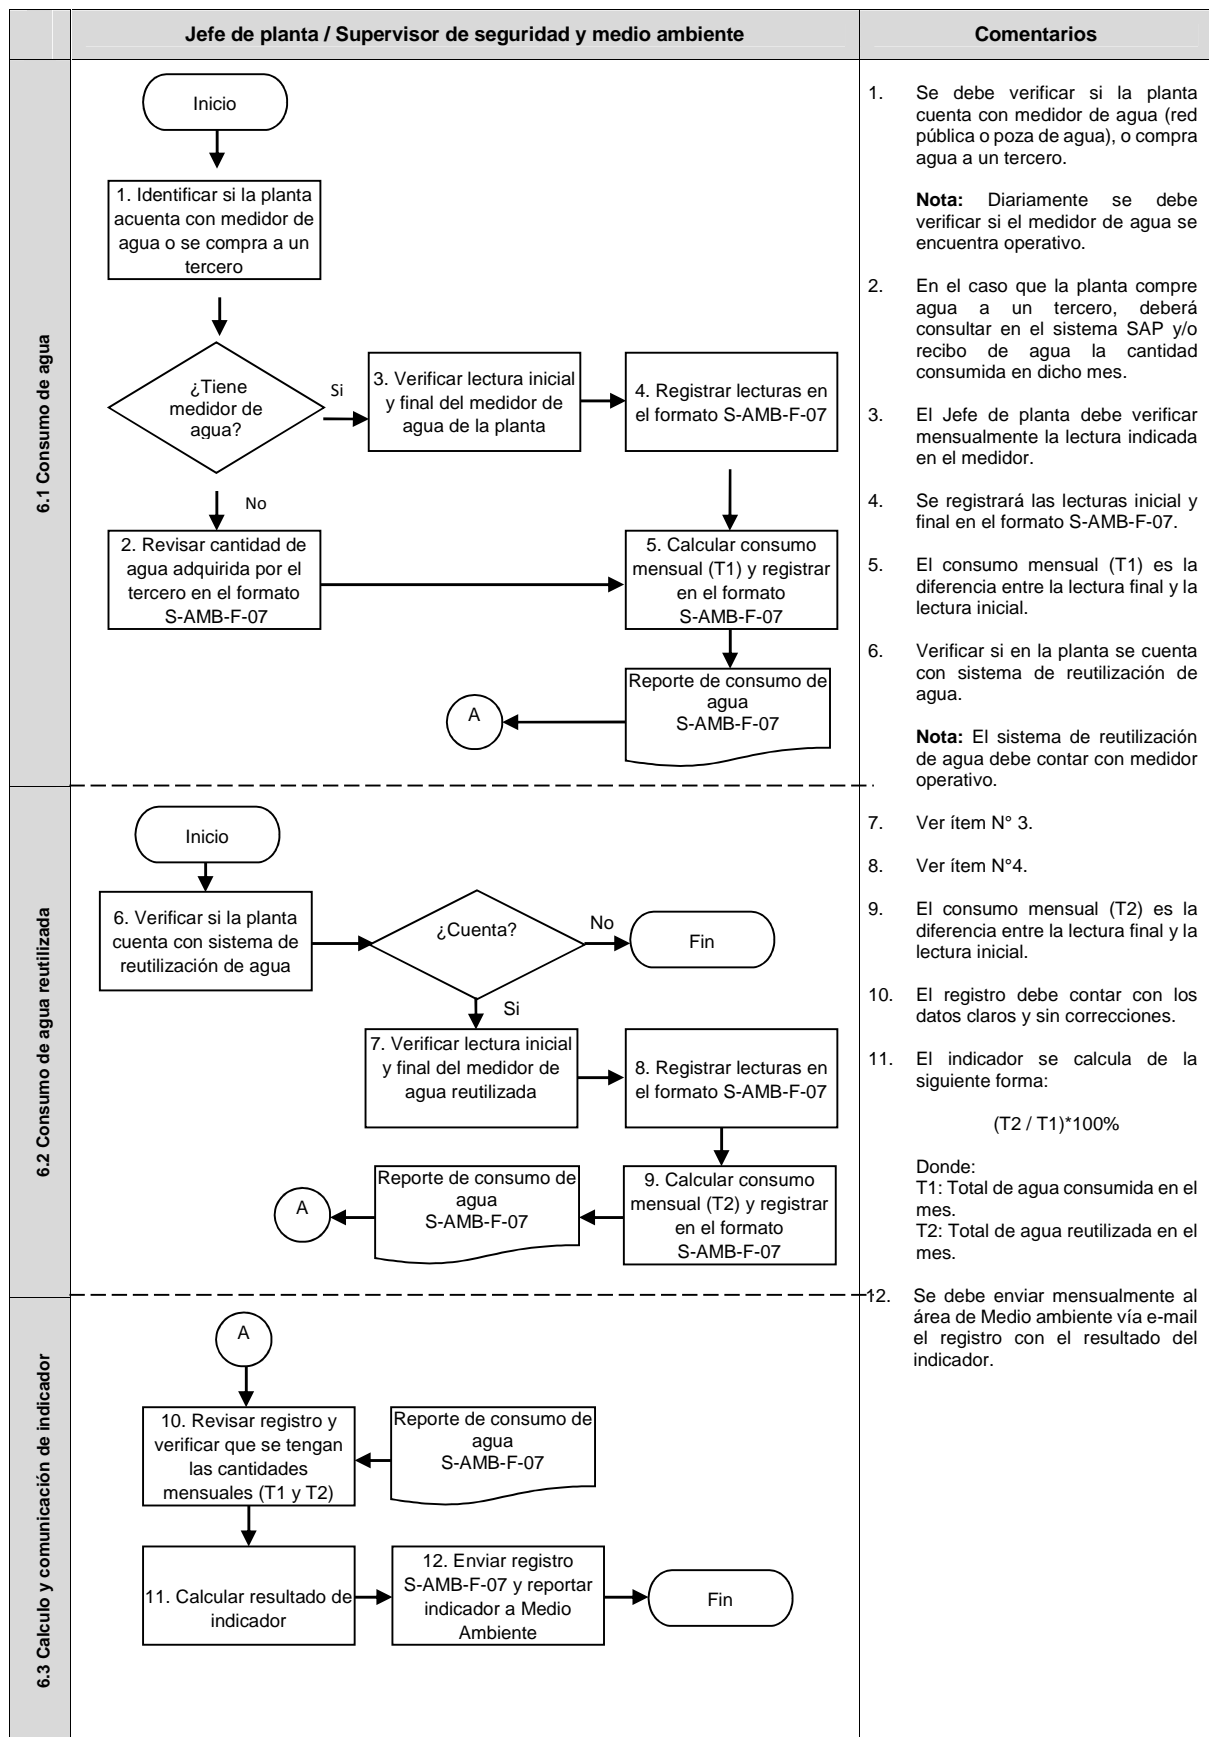 Jefe de planta / Supervisor de seguridad y medio ambiente
Comentarios
6.1 Consumo de agua
Inicio
1. Identificar si la planta
acuenta con medidor de
agua o se compra a un
tercero
¿Tiene
medidor de
agua?
Si
3. Verificar lectura inicial
y final del medidor de
agua de la planta
4. Registrar lecturas en
el formato S-AMB-F-07
No
2. Revisar cantidad de
agua adquirida por el
tercero en el formato
S-AMB-F-07
5. Calcular consumo
mensual (T1) y registrar
en el formato
S-AMB-F-07
Reporte de consumo de
agua
S-AMB-F-07
A
6.2 Consumo de agua reutilizada
Inicio
6. Verificar si la planta
cuenta con sistema de
reutilización de agua
¿Cuenta?
No
Fin
Si
7. Verificar lectura inicial
y final del medidor de
agua reutilizada
8. Registrar lecturas en
el formato S-AMB-F-07
9. Calcular consumo
mensual (T2) y registrar
en el formato
S-AMB-F-07
Reporte de consumo de
agua
S-AMB-F-07
A
6.3 Calculo y comunicación de indicador
A
10. Revisar registro y
verificar que se tengan
las cantidades
mensuales (T1 y T2)
Reporte de consumo de
agua
S-AMB-F-07
11. Calcular resultado de
indicador
12. Enviar registro
S-AMB-F-07 y reportar
indicador a Medio
Ambiente
Fin
1. Se debe verificar si la planta
cuenta con medidor de agua (red
pública o poza de agua), o compra
agua a un tercero.
Nota: Diariamente se debe
verificar si el medidor de agua se
encuentra operativo.
2. En el caso que la planta compre
agua a un tercero, deberá
consultar en el sistema SAP y/o
recibo de agua la cantidad
consumida en dicho mes.
3. El Jefe de planta debe verificar
mensualmente la lectura indicada
en el medidor.
4. Se registrará las lecturas inicial y
final en el formato S-AMB-F-07.
5. El consumo mensual (T1) es la
diferencia entre la lectura final y la
lectura inicial.
6. Verificar si en la planta se cuenta
con sistema de reutilización de
agua.
Nota: El sistema de reutilización
de agua debe contar con medidor
operativo.
7. Ver ítem N° 3.
8. Ver ítem N°4.
9. El consumo mensual (T2) es la
diferencia entre la lectura final y la
lectura inicial.
10. El registro debe contar con los
datos claros y sin correcciones.
11. El indicador se calcula de la
siguiente forma:
(T2 / T1)*100%
Donde:
T1: Total de agua consumida en el
mes.
T2: Total de agua reutilizada en el
mes.
12. Se debe enviar mensualmente al
área de Medio ambiente vía e-mail
el registro con el resultado del
indicador.